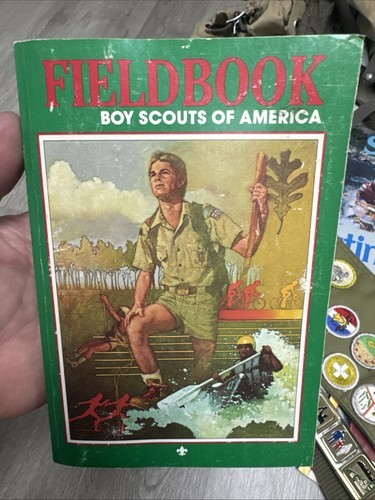 FIELDBOOK
BOY SCOUTS OF AMERICA